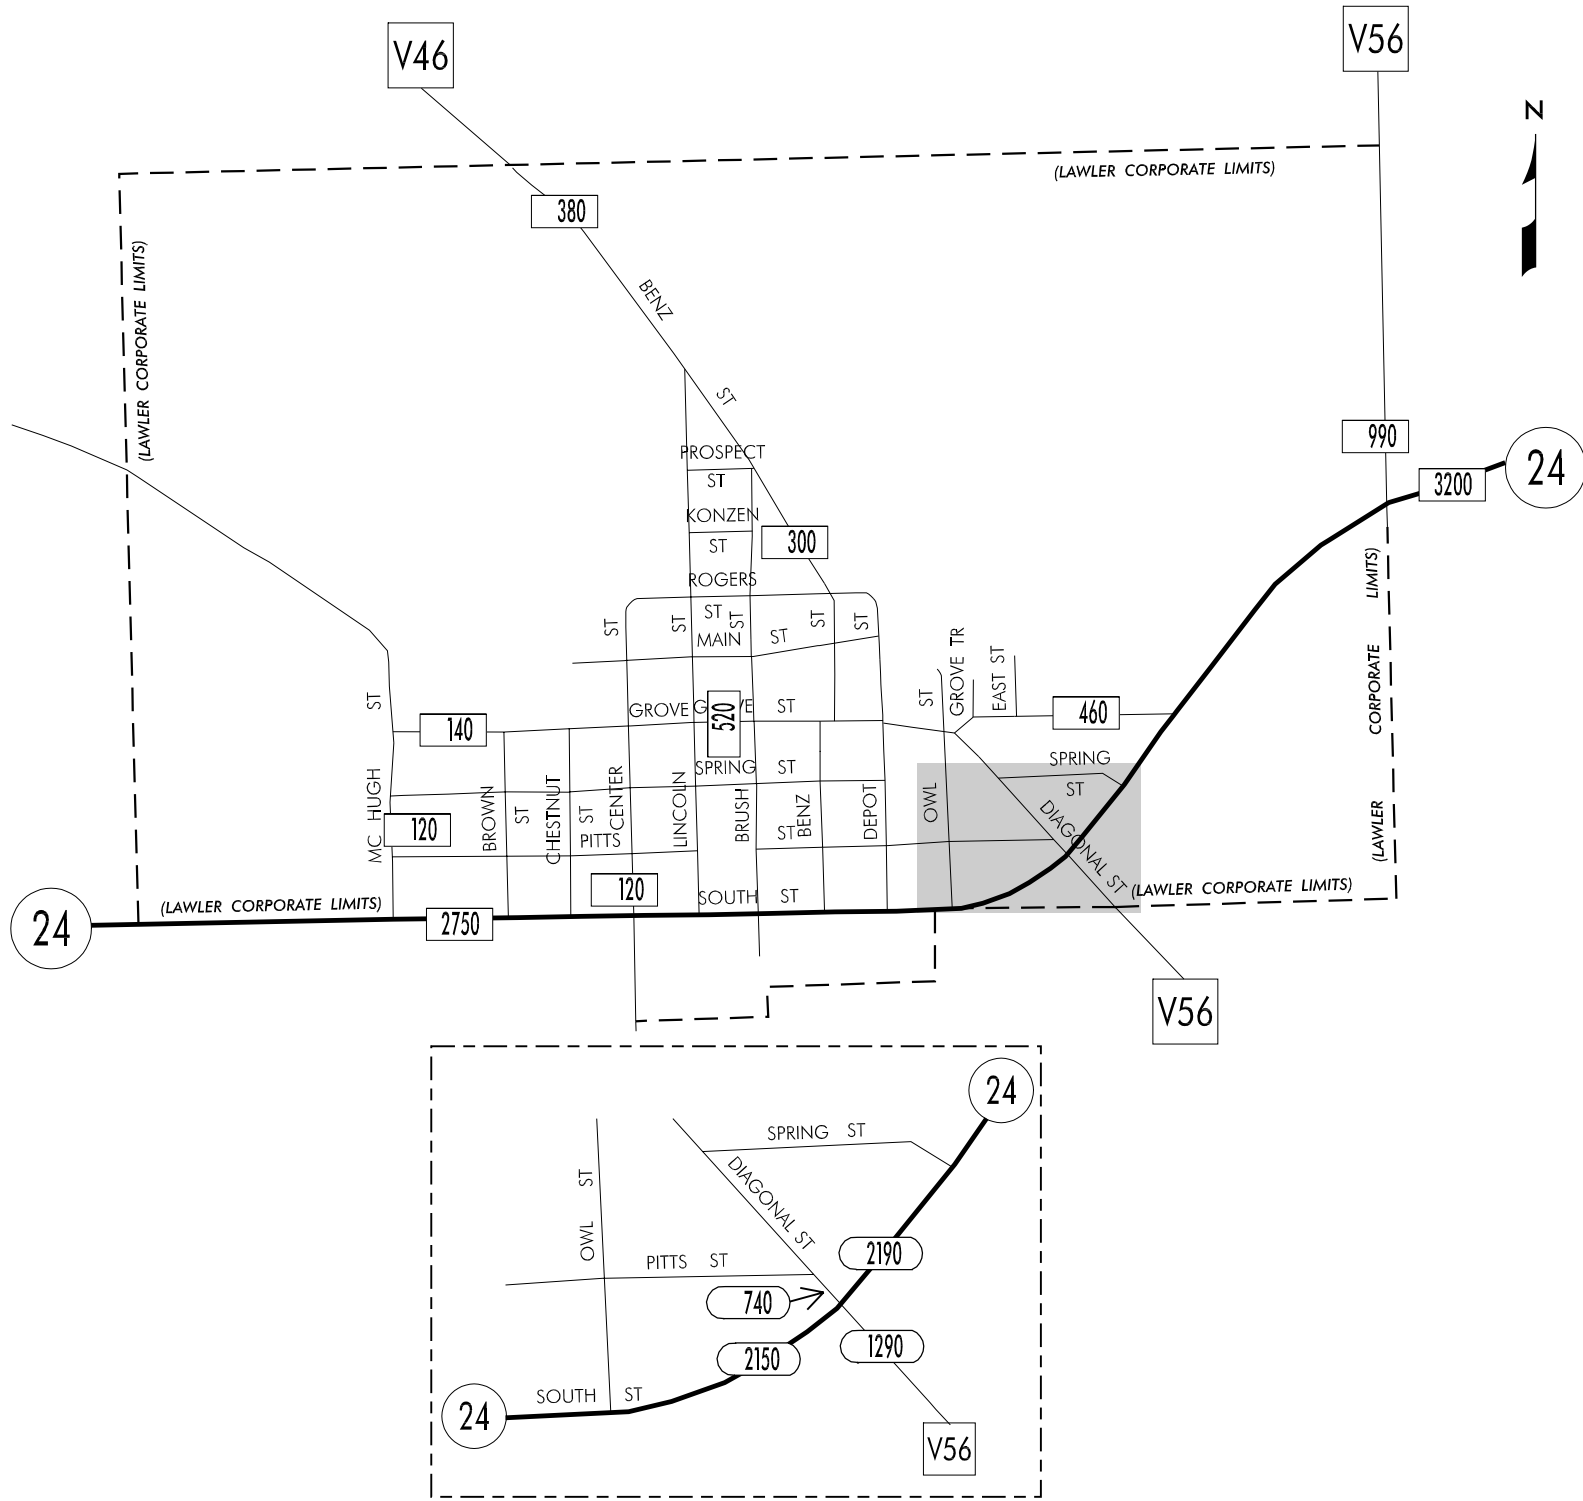 V46
V56
N
(LAWLER CORPORATE LIMITS)
380
(LAWLER CORPORATE LIMITS)
BENZ
ST
990
24
3200
PROSPECT
ST
KONZEN
ST
300
ROGERS
ST
ST
ST
ST
ST
ST
MAIN ST
ST
GROVE TR
EAST ST
(LAWLER CORPORATE LIMITS)
ST
140
GROVE
ST
520
460
SPRING ST
SPRING
ST
MC HUGH
120
BROWN
ST
CHESTNUT
ST
CENTER
LINCOLN
BRUSH
BENZ
DEPOT
OWL
PITTS
ST
DIAGONAL ST
120
SOUTH ST
(LAWLER CORPORATE LIMITS)
(LAWLER CORPORATE LIMITS)
24
2750
V56
24
SPRING ST
DIAGONAL ST
OWL ST
PITTS ST
2190
740
2150
1290
SOUTH ST
24
V56